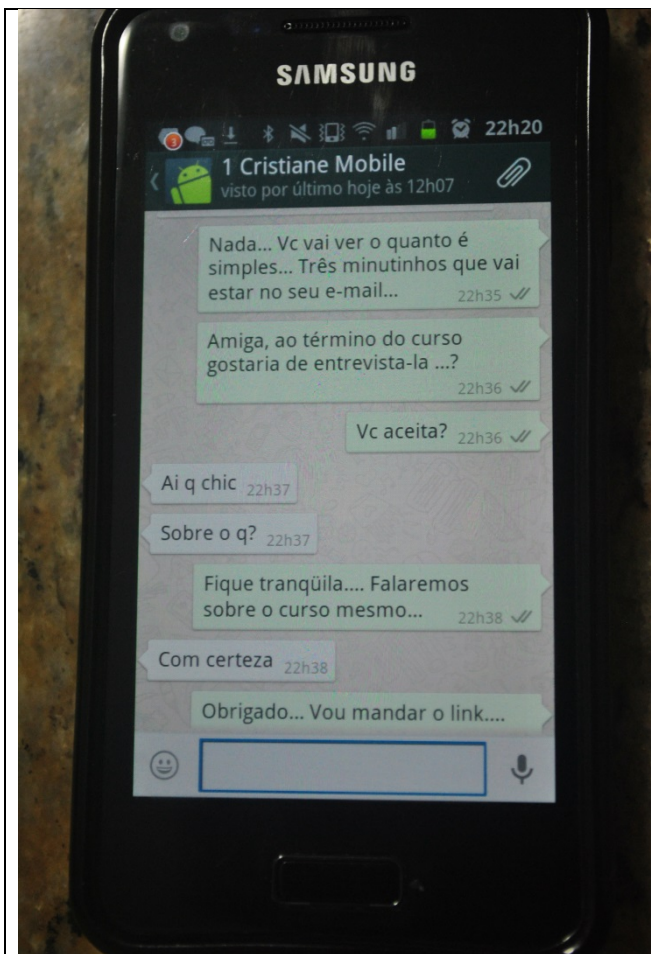 SAMSUNG
22h20
1 Cristiane Mobile
visto por último hoje às 12h07
Nada... Vc vai ver o quanto é
simples... Três minutinhos que vai
estar no seu e-mail... 22h35
Amiga, ao término do curso
gostaria de entrevista-la ...?
22h36
Vc aceita? 22h36
Ai q chic 22h37
Sobre o q? 22h37
Fique tranqüila.... Falaremos
sobre o curso mesmo... 22h38
Com certeza 22h38
Obrigado... Vou mandar o link....